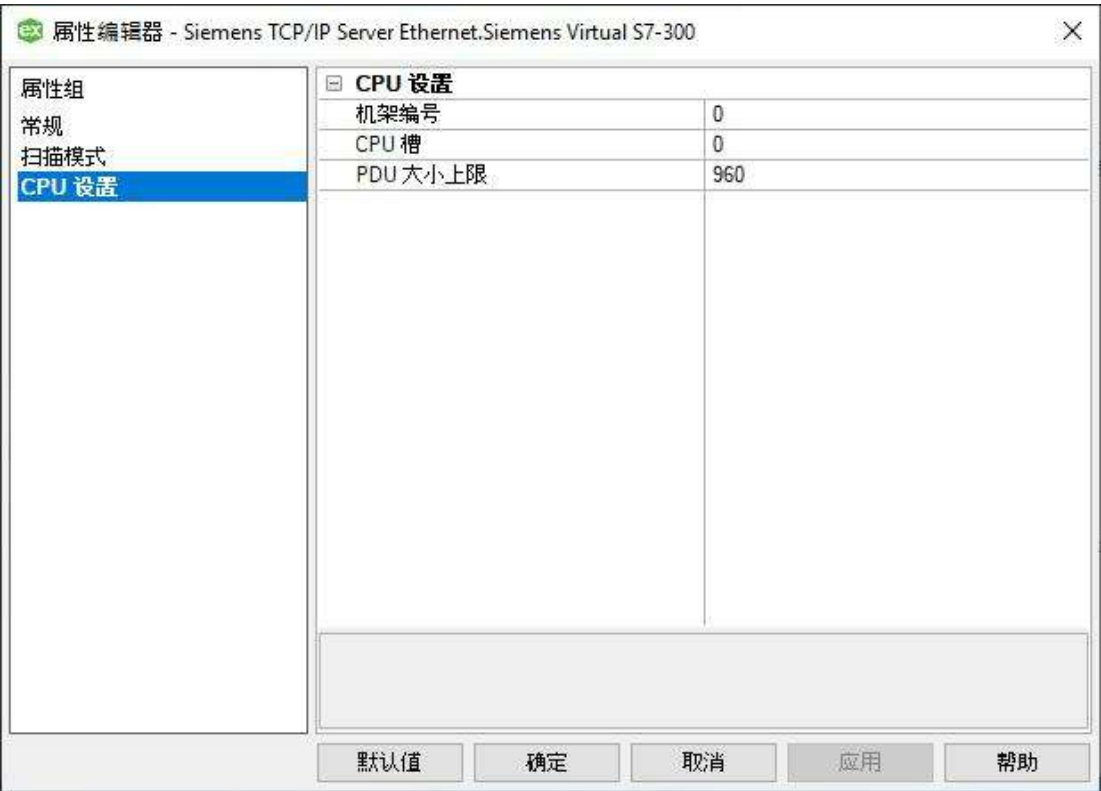 ex 属性编辑器 - Siemens TCP/IP Server Ethernet.Siemens Virtual S7-300
属性组
常规
扫描模式
CPU 设置
CPU 设置
机架编号 0
CPU 槽 0
PDU 大小上限 960
默认值 确定 取消 应用 帮助